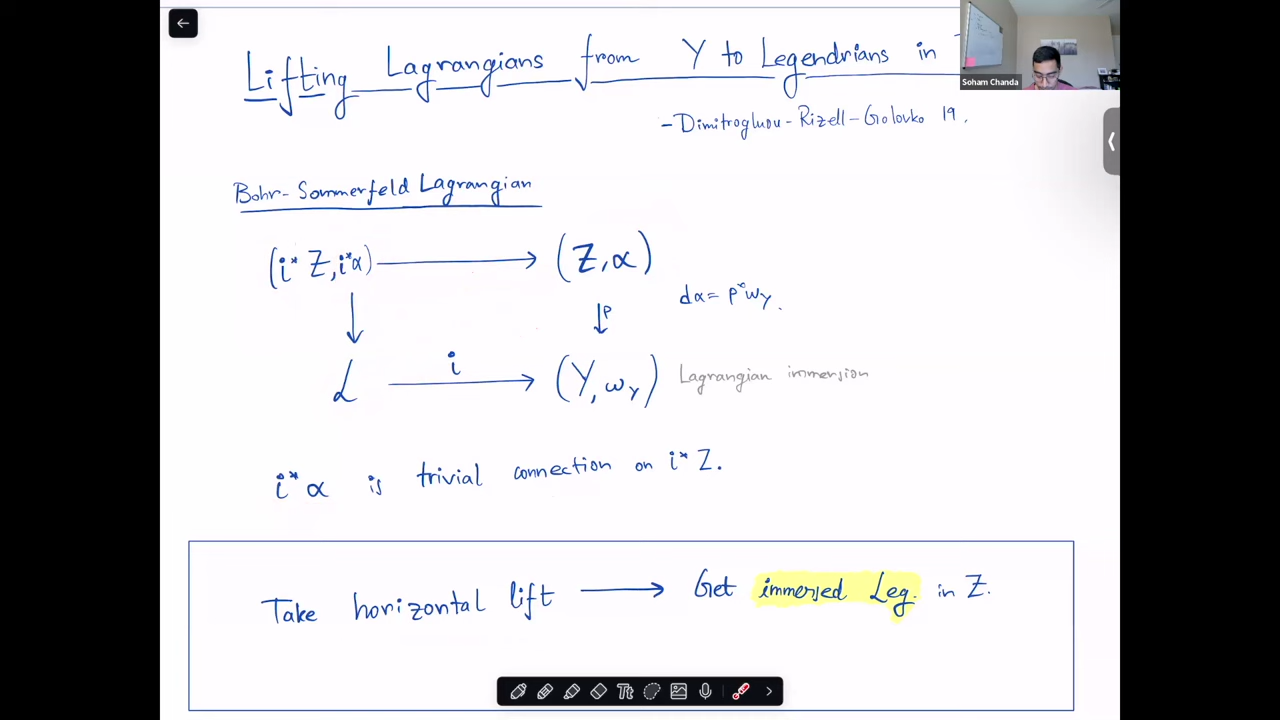 Lifting Lagrangians from Y to Legendrians in
Soham Chanda
- Dimitroglou - Rizell - Golovko 19.
Bohr-Sommerfeld Lagrangian
(i* Z, i*α) → (Z, α)
dα = p*ω_Y.
↓ ↓p
L —i→ (Y, ω_Y) Lagrangian immersion
i*α is trivial connection on i* Z.
Take horizontal lift → Get immersed Leg. in Z.
Tt